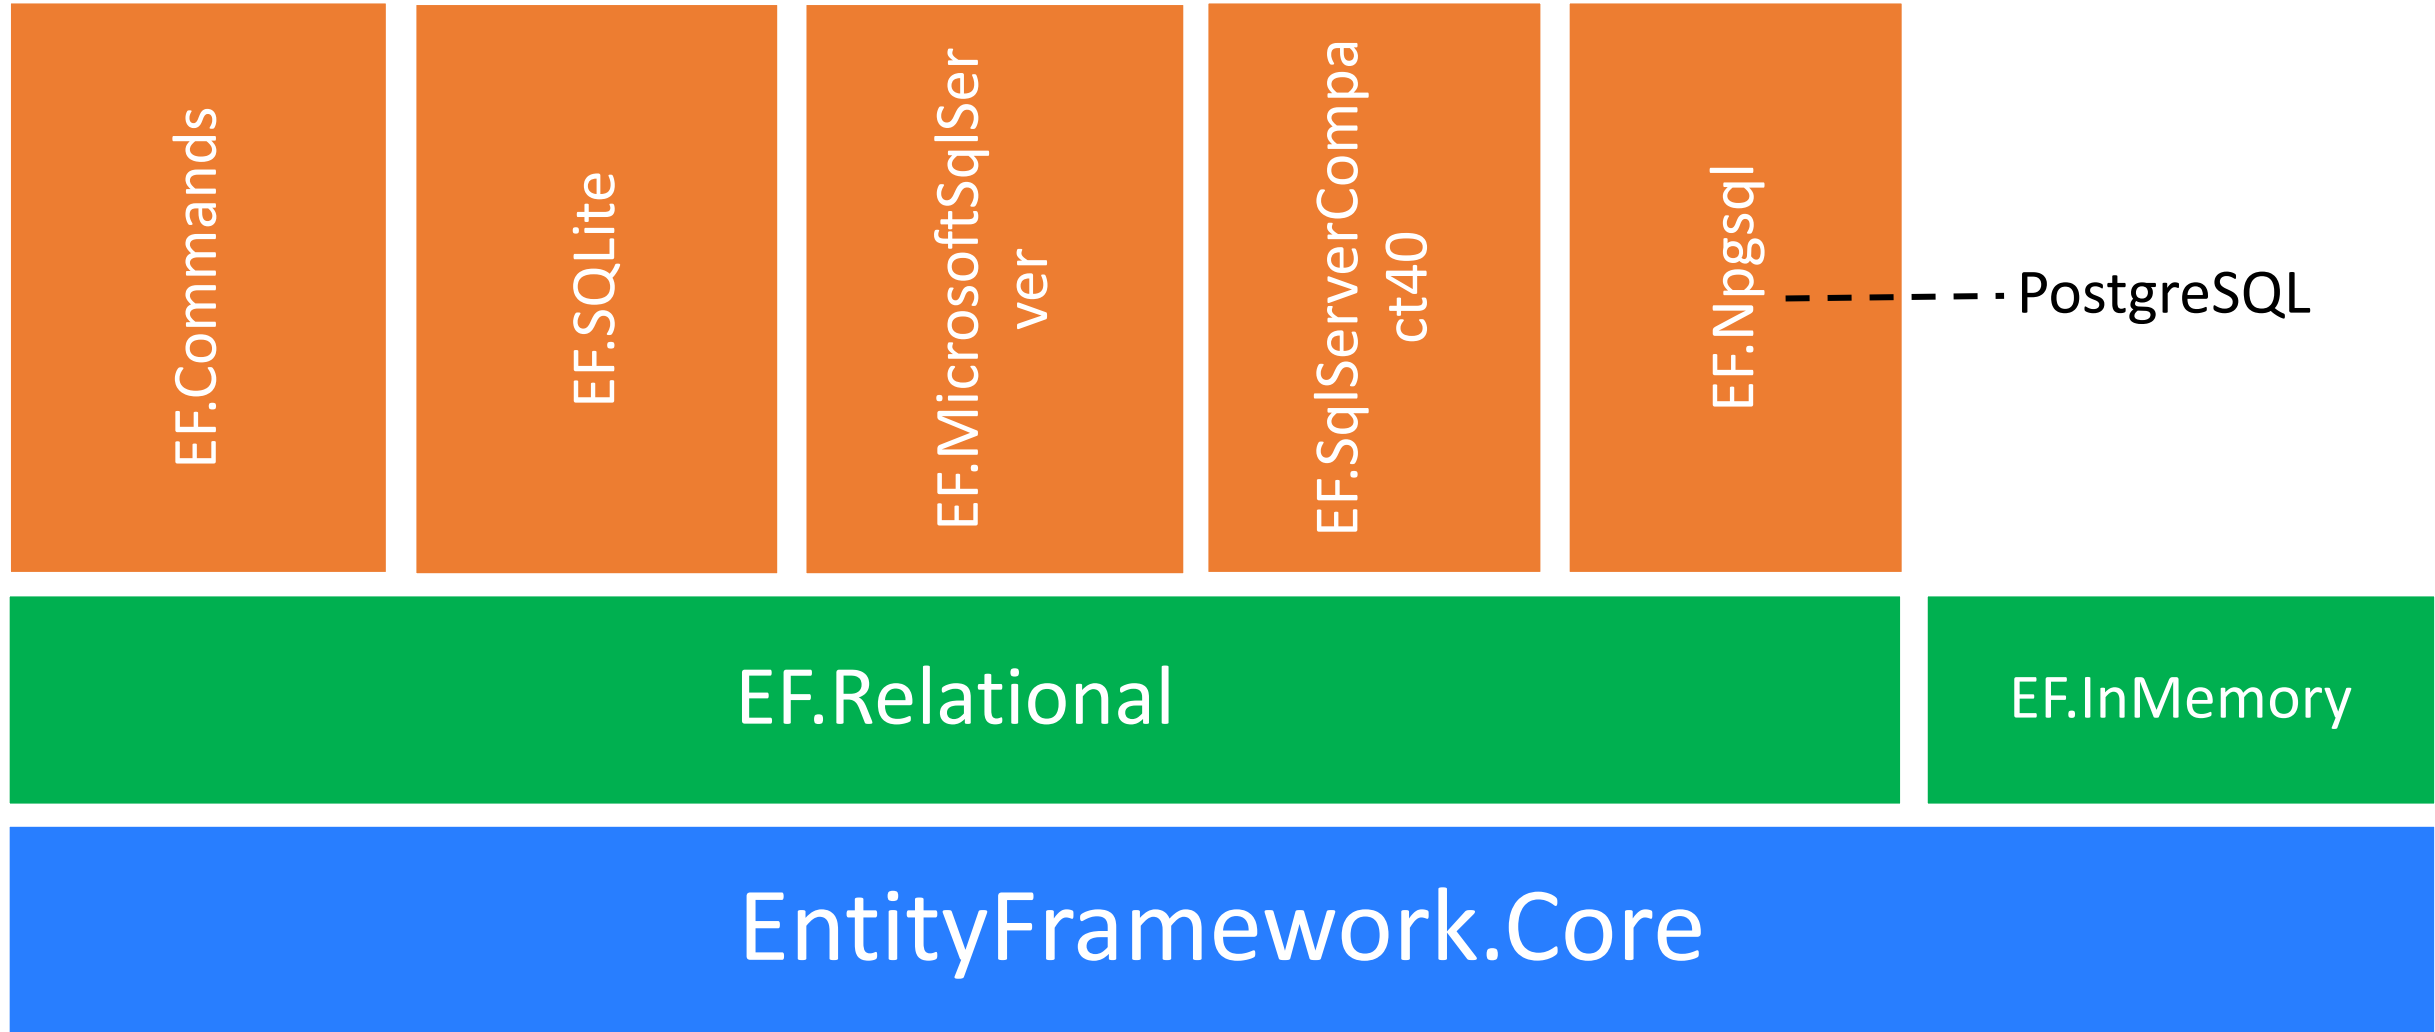 EF.Commands
EF.SQLite
EF.MicrosoftSqlSer
ver
EF.SqlServerCompa
ct40
EF.Npgsql
PostgreSQL
EF.Relational
EF.InMemory
EntityFramework.Core